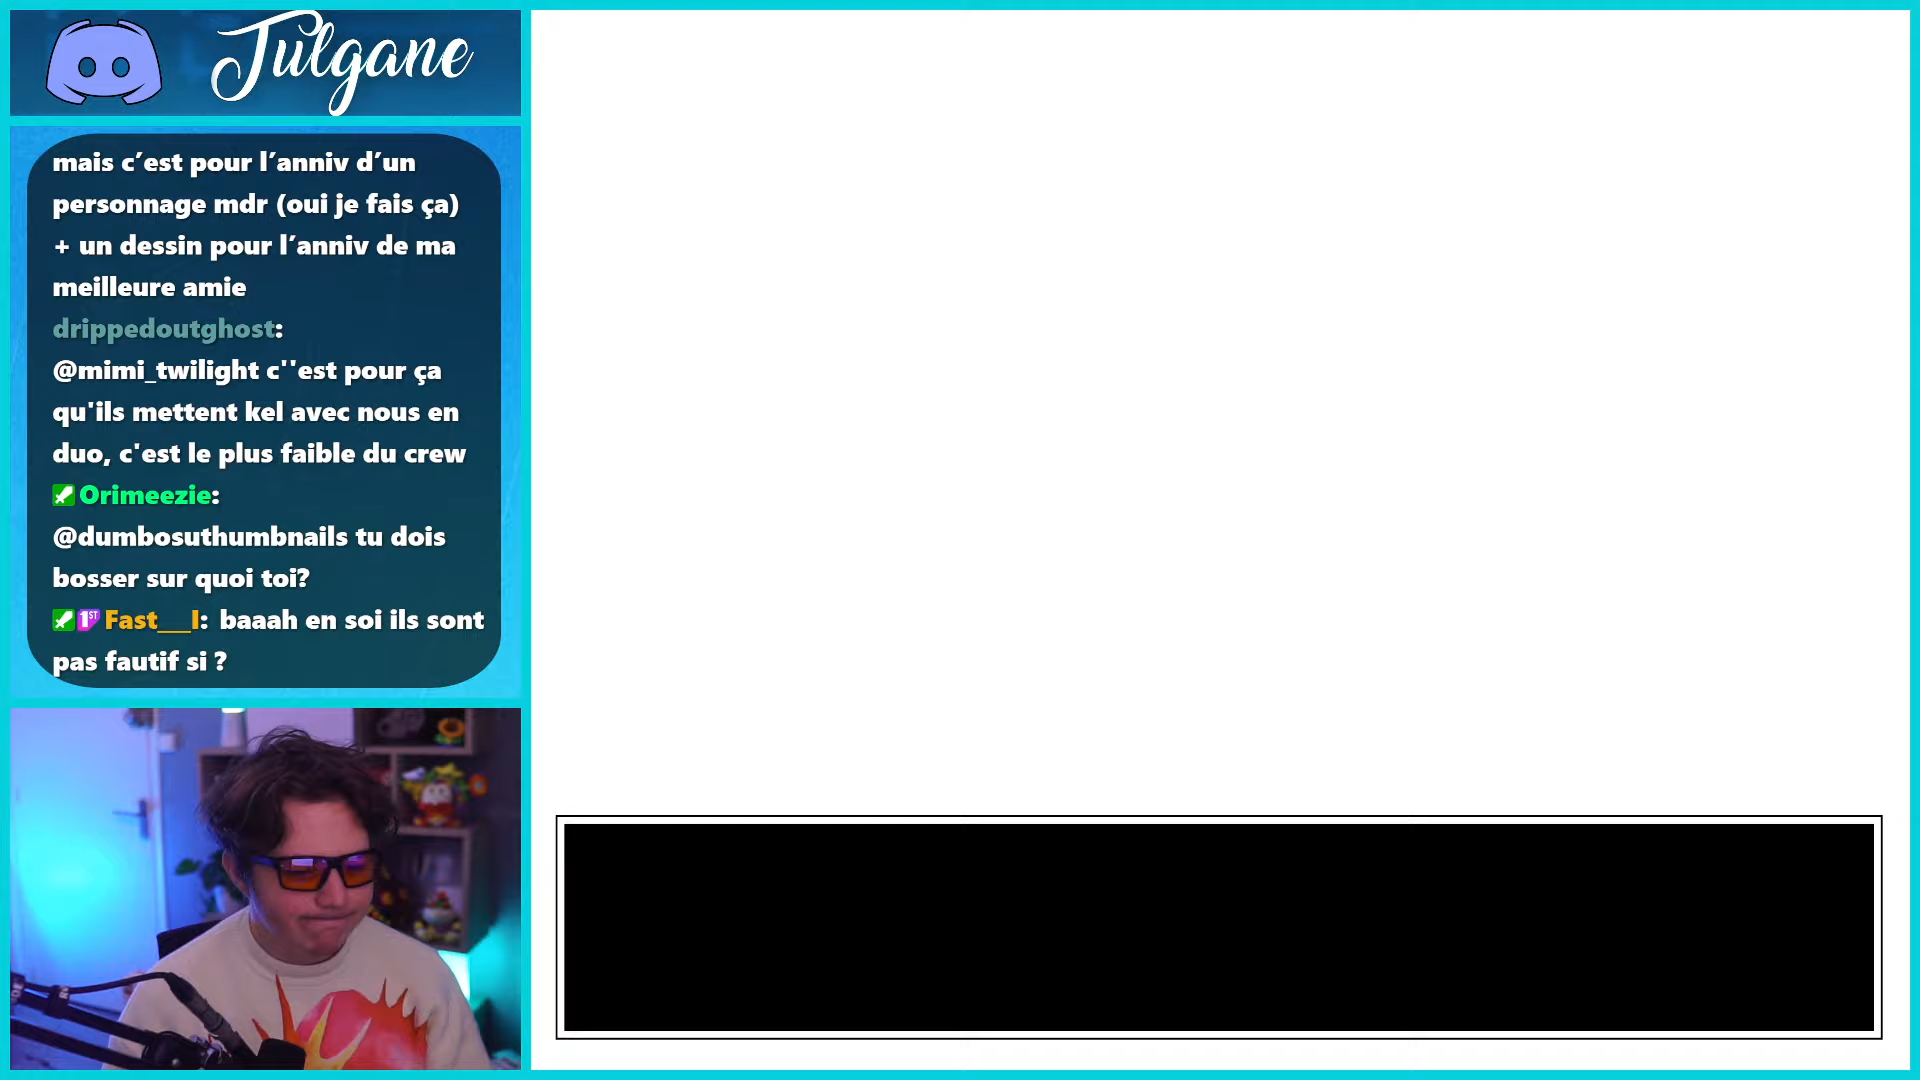 Julgane
mais c’est pour l’anniv d’un
personnage mdr (oui je fais ça)
+ un dessin pour l’anniv de ma
meilleure amie
drippedoutghost:
@mimi_twilight c''est pour ça
qu'ils mettent kel avec nous en
duo, c'est le plus faible du crew
Orimeezie:
@dumbosuthumbnails tu dois
bosser sur quoi toi?
1ST Fast__I: baaah en soi ils sont
pas fautif si ?